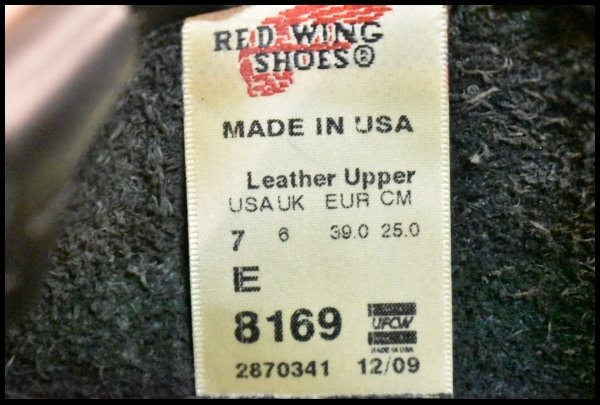 RED WING
SHOES®
MADE IN USA
Leather Upper
USA UK EUR CM
7 6 39.0 25.0
E
8169
UFCW
MADE IN USA
2870341 12/09